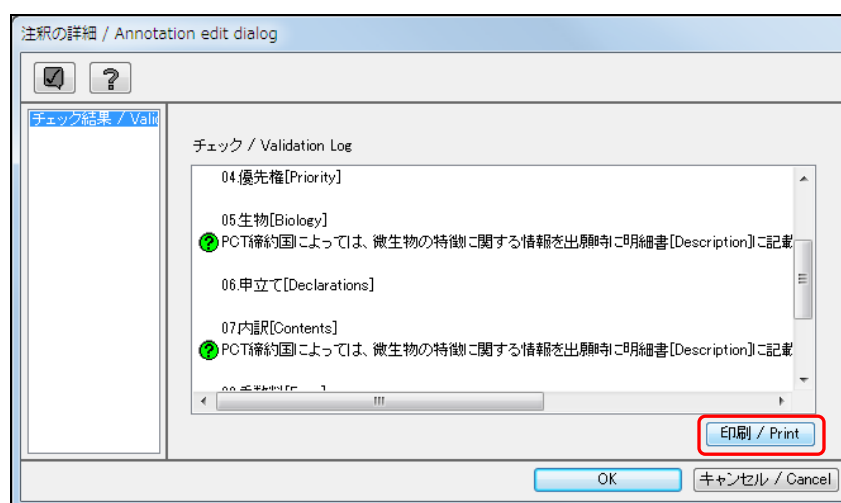 注釈の詳細 / Annotation edit dialog
チェック結果 / Valid
チェック / Validation Log
04.優先権[Priority]
05.生物[Biology]
PCT締約国によっては、微生物の特徴に関する情報を出願時に明細書[Description]に記載
06.申立て[Declarations]
07.内訳[Contents]
PCT締約国によっては、微生物の特徴に関する情報を出願時に明細書[Description]に記載
印刷 / Print
OK
キャンセル / Cancel